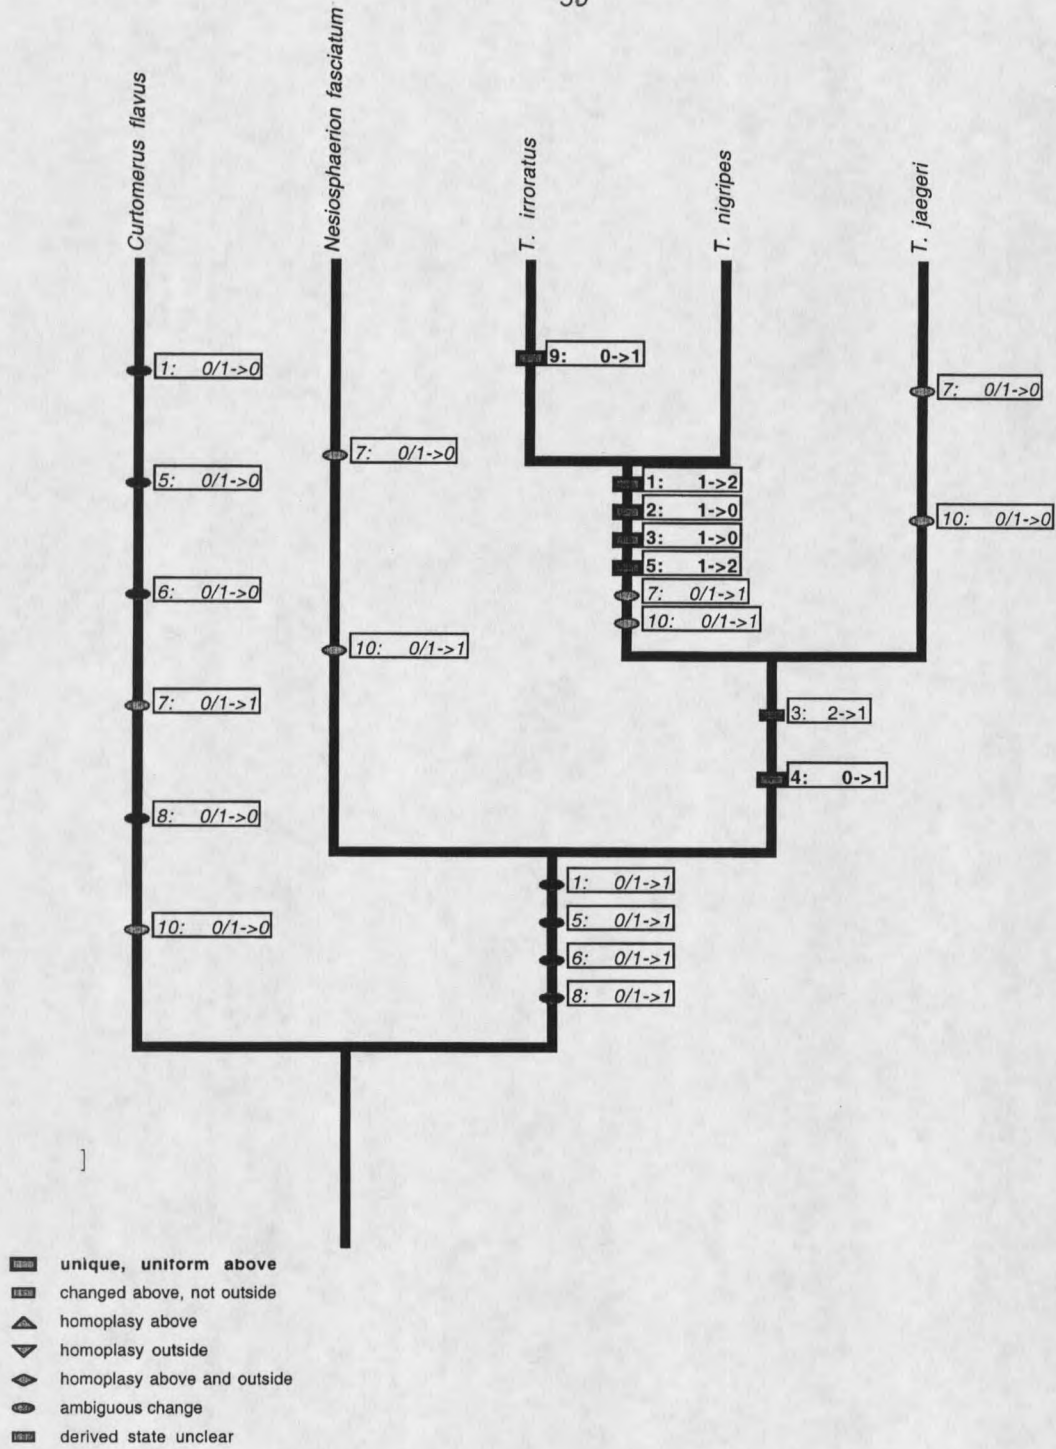 Curtomerus flavus
Nesiosphaerion fasciatum
T. irroratus
T. nigripes
T. jaegeri
1: 0/1->0
5: 0/1->0
6: 0/1->0
7: 0/1->1
8: 0/1->0
10: 0/1->0
7: 0/1->0
10: 0/1->1
9: 0->1
1: 1->2
2: 1->0
3: 1->0
5: 1->2
7: 0/1->1
10: 0/1->1
7: 0/1->0
10: 0/1->0
3: 2->1
4: 0->1
1: 0/1->1
5: 0/1->1
6: 0/1->1
8: 0/1->1
]
unique, uniform above
changed above, not outside
homoplasy above
homoplasy outside
homoplasy above and outside
ambiguous change
derived state unclear